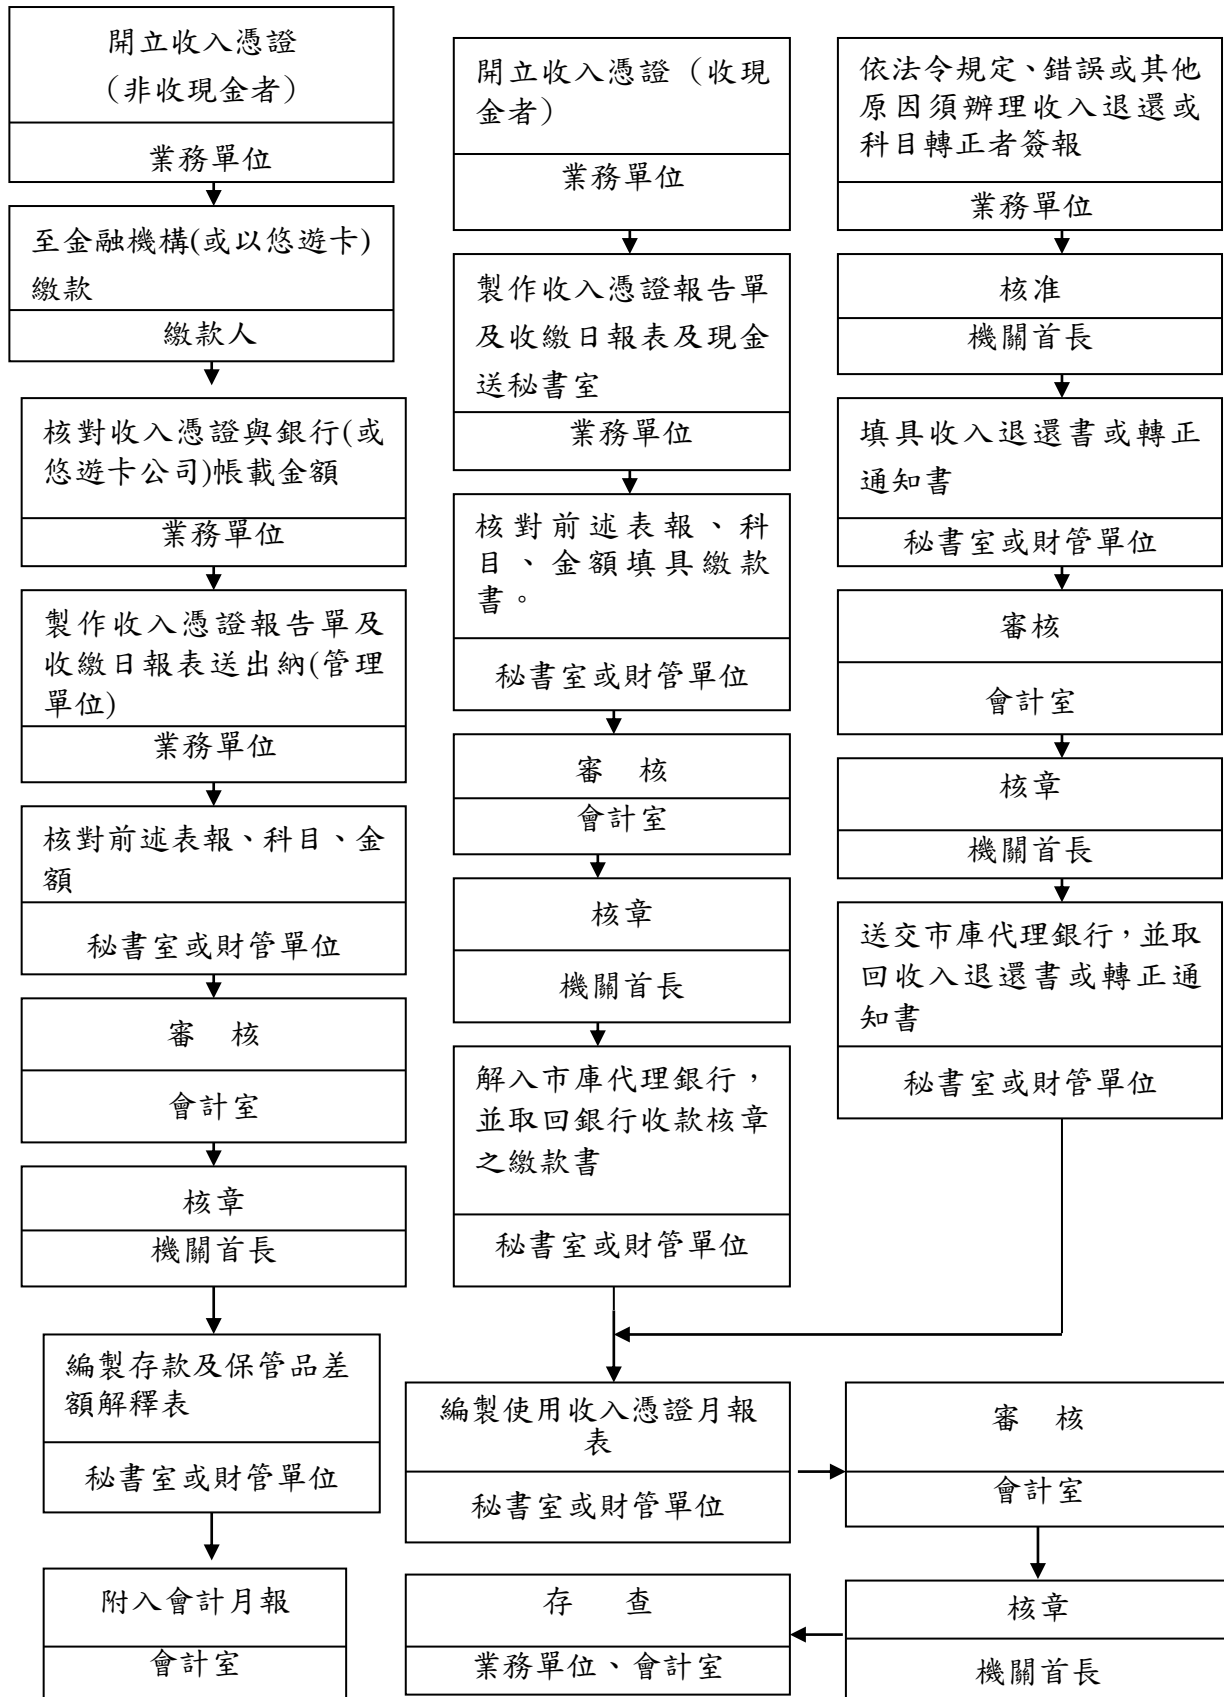 開立收入憑證
（非收現金者）
業務單位
至金融機構(或以悠遊卡)
繳款
繳款人
核對收入憑證與銀行(或
悠遊卡公司)帳載金額
業務單位
製作收入憑證報告單及
收繳日報表送出納(管理
單位)
業務單位
核對前述表報、科目、金
額
秘書室或財管單位
審　核
會計室
核章
機關首長
編製存款及保管品差
額解釋表
秘書室或財管單位
附入會計月報
會計室
開立收入憑證（收現
金者）
業務單位
製作收入憑證報告單
及收繳日報表及現金
送秘書室
業務單位
核對前述表報、科
目、金額填具繳款
書。
秘書室或財管單位
審　核
會計室
核章
機關首長
解入市庫代理銀行，
並取回銀行收款核章
之繳款書
秘書室或財管單位
依法令規定、錯誤或其他
原因須辦理收入退還或
科目轉正者簽報
業務單位
核准
機關首長
填具收入退還書或轉正
通知書
秘書室或財管單位
審核
會計室
核章
機關首長
送交市庫代理銀行，並取
回收入退還書或轉正通
知書
秘書室或財管單位
編製使用收入憑證月報
表
秘書室或財管單位
審　核
會計室
核章
機關首長
存　查
業務單位、會計室